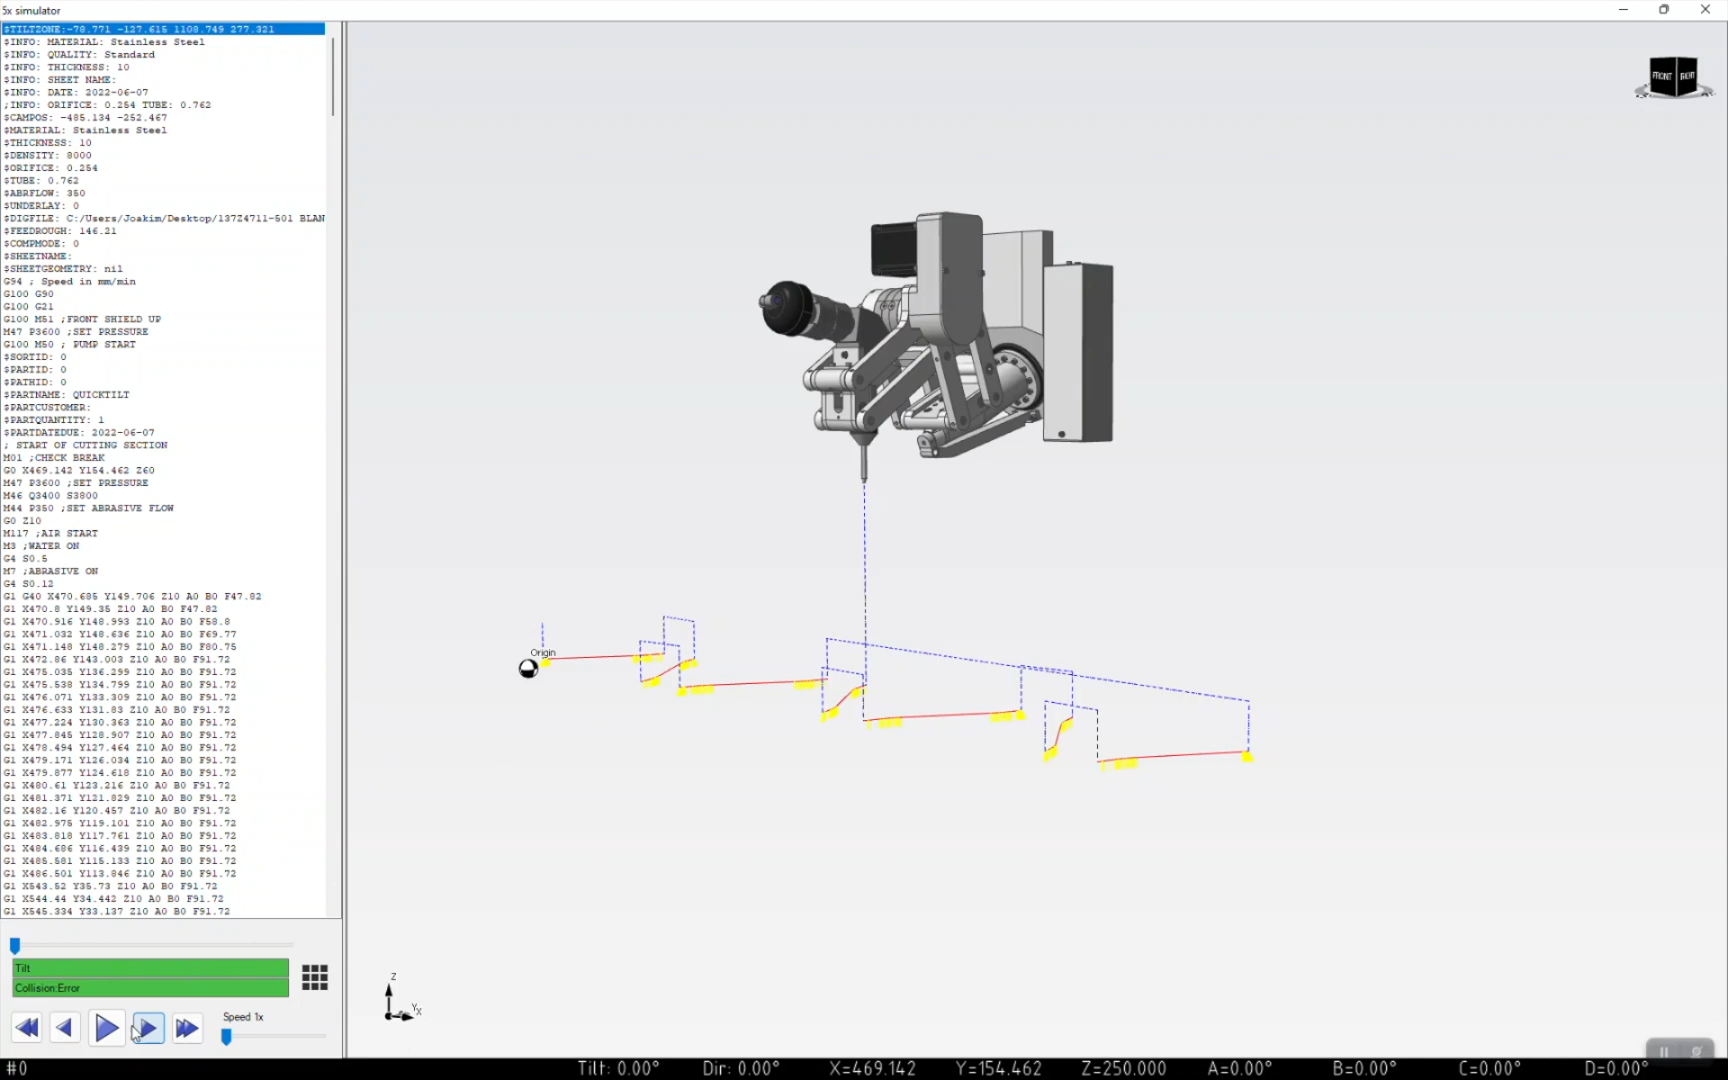 5x simulator
$TILTZONE:-78.771 -127.615 1108.749 277.321
$INFO: MATERIAL: Stainless Steel
$INFO: QUALITY: Standard
$INFO: THICKNESS: 10
$INFO: SHEET NAME:
$INFO: DATE: 2022-06-07
;INFO: ORIFICE: 0.254 TUBE: 0.762
$CAMPOS: -485.134 -252.467
$MATERIAL: Stainless Steel
$THICKNESS: 10
$DENSITY: 8000
$ORIFICE: 0.254
$TUBE: 0.762
$ABRFLOW: 350
$UNDERLAY: 0
$DIGFILE: C:/Users/Joakim/Desktop/137Z4711-501 BLAN
$FEEDROUGH: 146.21
$COMPMODE: 0
$SHEETNAME:
$SHEETGEOMETRY: nil
G94 ; Speed in mm/min
G100 G90
G100 G21
G100 M51 ;FRONT SHIELD UP
M47 P3600 ;SET PRESSURE
G100 M50 ; PUMP START
$SORTID: 0
$PARTID: 0
$PATHID: 0
$PARTNAME: QUICKTILT
$PARTCUSTOMER:
$PARTQUANTITY: 1
$PARTDATEDUE: 2022-06-07
; START OF CUTTING SECTION
M01 ;CHECK BREAK
G0 X469.142 Y154.462 Z60
M47 P3600 ;SET PRESSURE
M46 Q3400 S3800
M44 P350 ;SET ABRASIVE FLOW
G0 Z10
M117 ;AIR START
M3 ;WATER ON
G4 S0.5
M7 ;ABRASIVE ON
G4 S0.12
G1 G40 X470.685 Y149.706 Z10 A0 B0 F47.82
G1 X470.8 Y149.35 Z10 A0 B0 F47.82
G1 X470.916 Y148.993 Z10 A0 B0 F58.8
G1 X471.032 Y148.636 Z10 A0 B0 F69.77
G1 X471.148 Y148.279 Z10 A0 B0 F80.75
G1 X472.86 Y143.003 Z10 A0 B0 F91.72
G1 X475.035 Y136.299 Z10 A0 B0 F91.72
G1 X475.538 Y134.799 Z10 A0 B0 F91.72
G1 X476.071 Y133.309 Z10 A0 B0 F91.72
G1 X476.633 Y131.83 Z10 A0 B0 F91.72
G1 X477.224 Y130.363 Z10 A0 B0 F91.72
G1 X477.845 Y128.907 Z10 A0 B0 F91.72
G1 X478.494 Y127.464 Z10 A0 B0 F91.72
G1 X479.171 Y126.034 Z10 A0 B0 F91.72
G1 X479.877 Y124.618 Z10 A0 B0 F91.72
G1 X480.61 Y123.216 Z10 A0 B0 F91.72
G1 X481.371 Y121.829 Z10 A0 B0 F91.72
G1 X482.16 Y120.457 Z10 A0 B0 F91.72
G1 X482.975 Y119.101 Z10 A0 B0 F91.72
G1 X483.818 Y117.761 Z10 A0 B0 F91.72
G1 X484.686 Y116.439 Z10 A0 B0 F91.72
G1 X485.581 Y115.133 Z10 A0 B0 F91.72
G1 X486.501 Y113.846 Z10 A0 B0 F91.72
G1 X543.52 Y35.73 Z10 A0 B0 F91.72
G1 X544.44 Y34.442 Z10 A0 B0 F91.72
G1 X545.334 Y33.137 Z10 A0 B0 F91.72
FRONT RIGHT
Origin
Tilt
Collision:Error
Speed 1x
Z
Y
X
#0 Tilt: 0.00° Dir: 0.00° X=469.142 Y=154.462 Z=250.000 A=0.00° B=0.00° C=0.00° D=0.00°